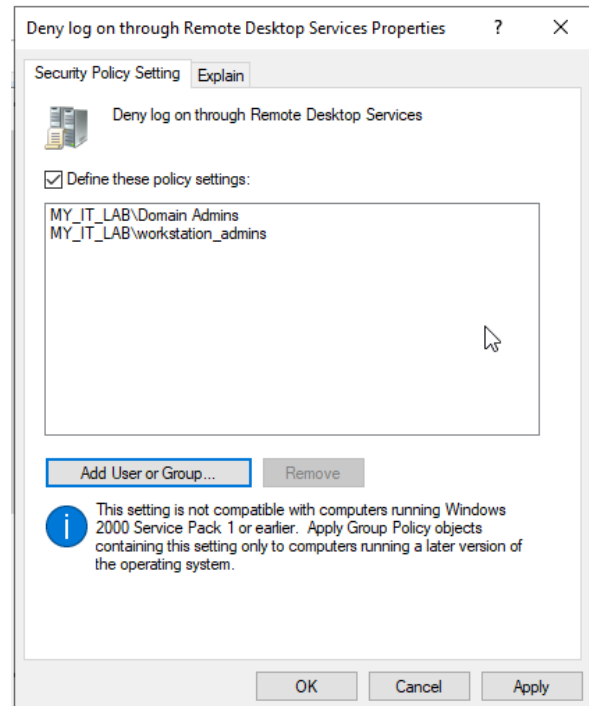 Deny log on through Remote Desktop Services Properties ?
Security Policy Setting Explain
Deny log on through Remote Desktop Services
Define these policy settings:
MY_IT_LAB\Domain Admins
MY_IT_LAB\workstation_admins
Add User or Group... Remove
This setting is not compatible with computers running Windows
2000 Service Pack 1 or earlier. Apply Group Policy objects
containing this setting only to computers running a later version of
the operating system.
OK Cancel Apply